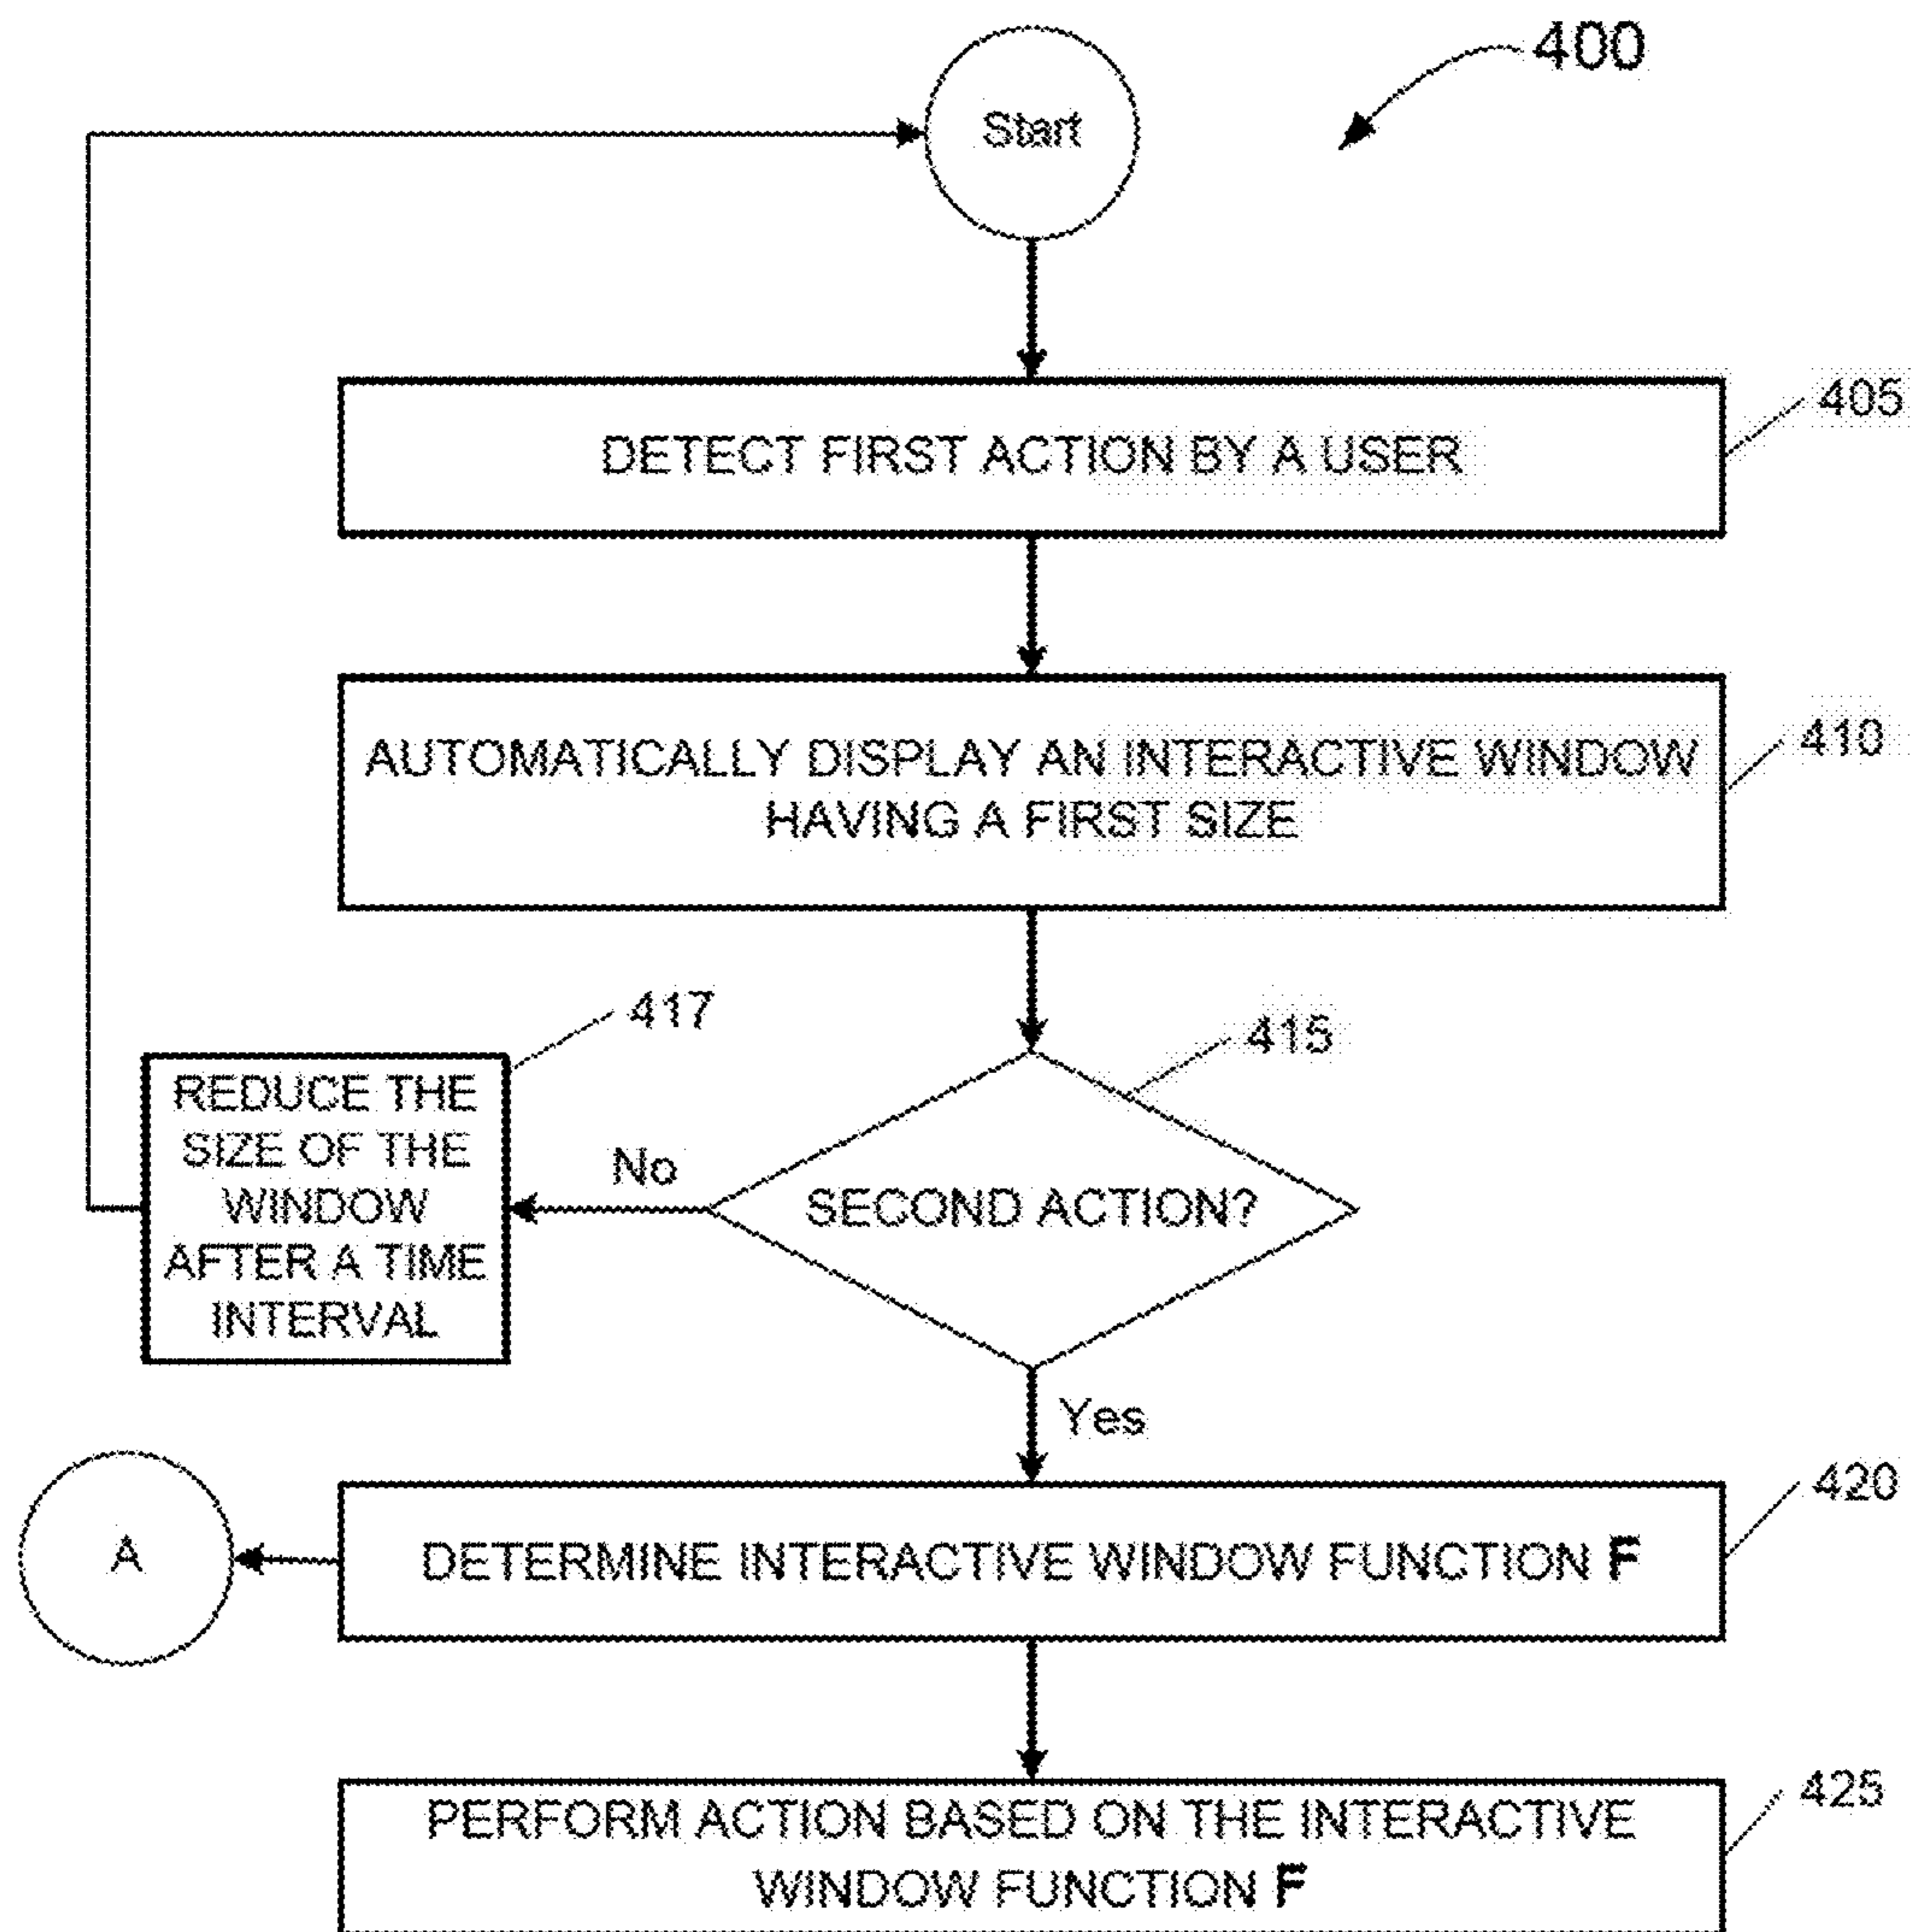 400
Start
405
DETECT FIRST ACTION BY A USER
410
AUTOMATICALLY DISPLAY AN INTERACTIVE WINDOW
HAVING A FIRST SIZE
417
415
REDUCE THE
SIZE OF THE
WINDOW
AFTER A TIME
INTERVAL
No
SECOND ACTION?
Yes
420
A
DETERMINE INTERACTIVE WINDOW FUNCTION F
425
PERFORM ACTION BASED ON THE INTERACTIVE
WINDOW FUNCTION F